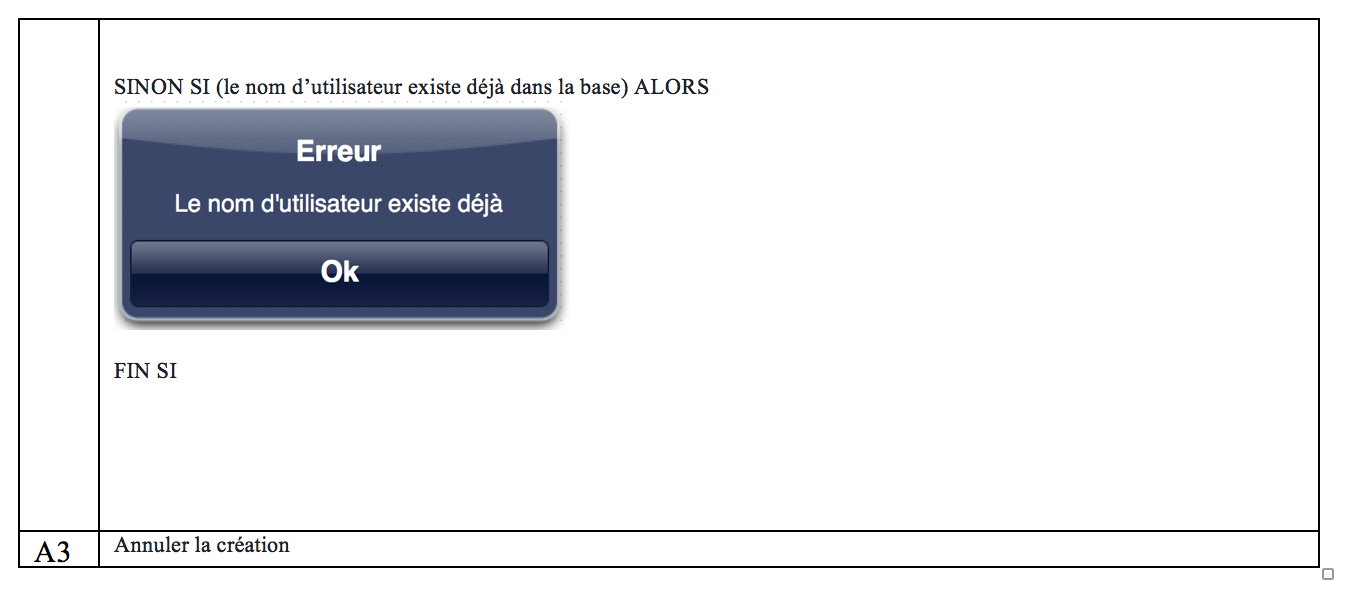 SINON SI (le nom d’utilisateur existe déjà dans la base) ALORS
Erreur
Le nom d'utilisateur existe déjà
Ok
FIN SI
A3 Annuler la création